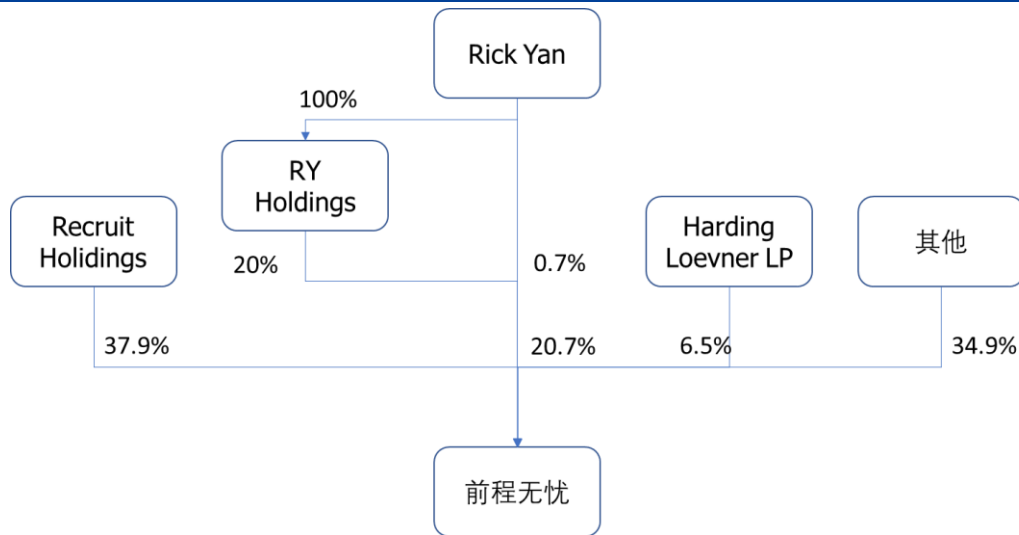 Rick Yan
100%
RY
Holdings
Recruit
Holidings
Harding
Loevner LP
其他
20%
0.7%
37.9%
20.7%
6.5%
34.9%
前程无忧